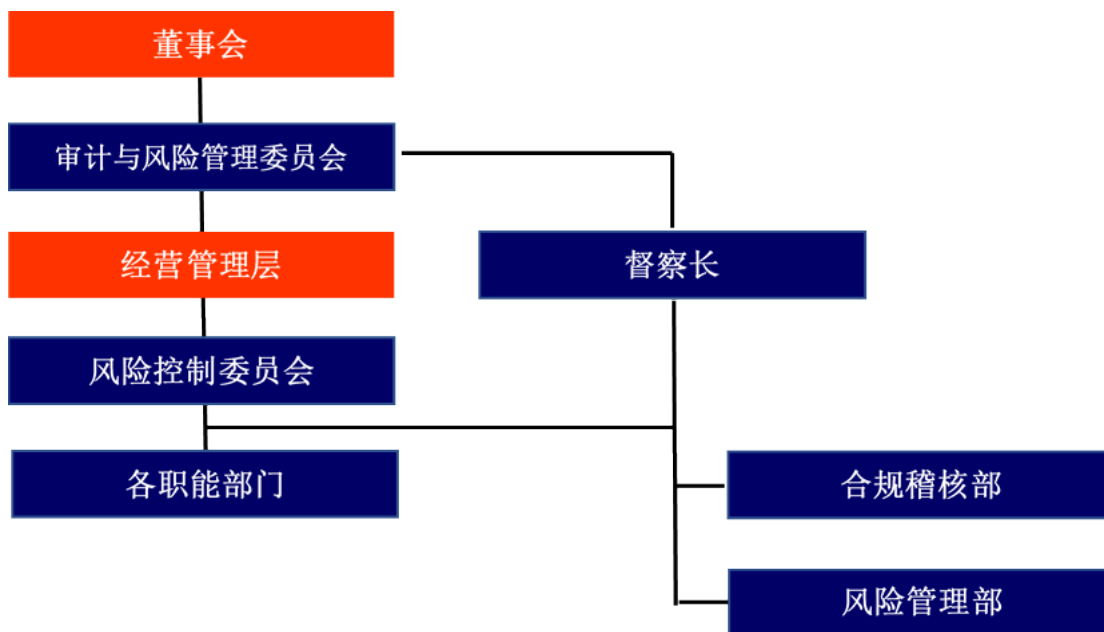 董事会
审计与风险管理委员会
经营管理层
督察长
风险控制委员会
各职能部门
合规稽核部
风险管理部